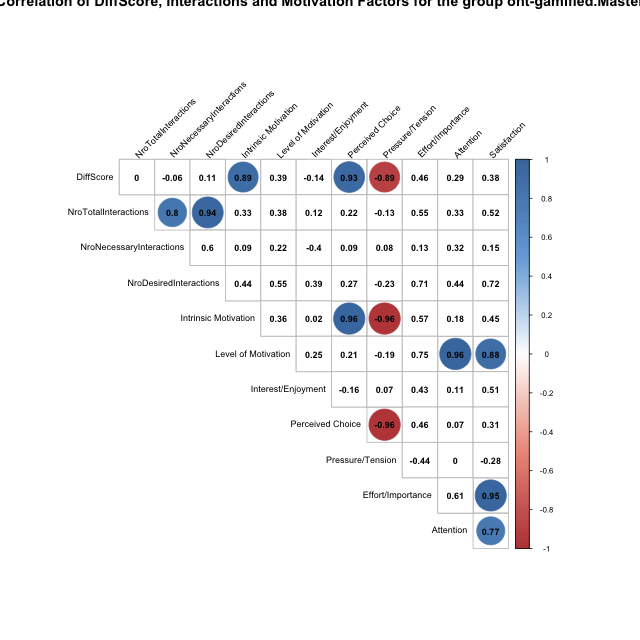 Correlation of DiffScore, Interactions and Motivation Factors for the group ont-gamified.Master
NroTotalInteractions
NroNecessaryInteractions
NroDesiredInteractions
Intrinsic Motivation
Level of Motivation
Interest/Enjoyment
Perceived Choice
Pressure/Tension
Effort/Importance
Attention
Satisfaction
DiffScore 0 -0.06 0.11 0.89 0.39 -0.14 0.93 -0.89 0.46 0.29 0.38
NroTotalInteractions 0.8 0.94 0.33 0.38 0.12 0.22 -0.13 0.55 0.33 0.52
NroNecessaryInteractions 0.6 0.09 0.22 -0.4 0.09 0.08 0.13 0.32 0.15
NroDesiredInteractions 0.44 0.55 0.39 0.27 -0.23 0.71 0.44 0.72
Intrinsic Motivation 0.36 0.02 0.96 -0.96 0.57 0.18 0.45
Level of Motivation 0.25 0.21 -0.19 0.75 0.96 0.88
Interest/Enjoyment -0.16 0.07 0.43 0.11 0.51
Perceived Choice -0.96 0.46 0.07 0.31
Pressure/Tension -0.44 0 -0.28
Effort/Importance 0.61 0.95
Attention 0.77
1
0.8
0.6
0.4
0.2
0
-0.2
-0.4
-0.6
-0.8
-1